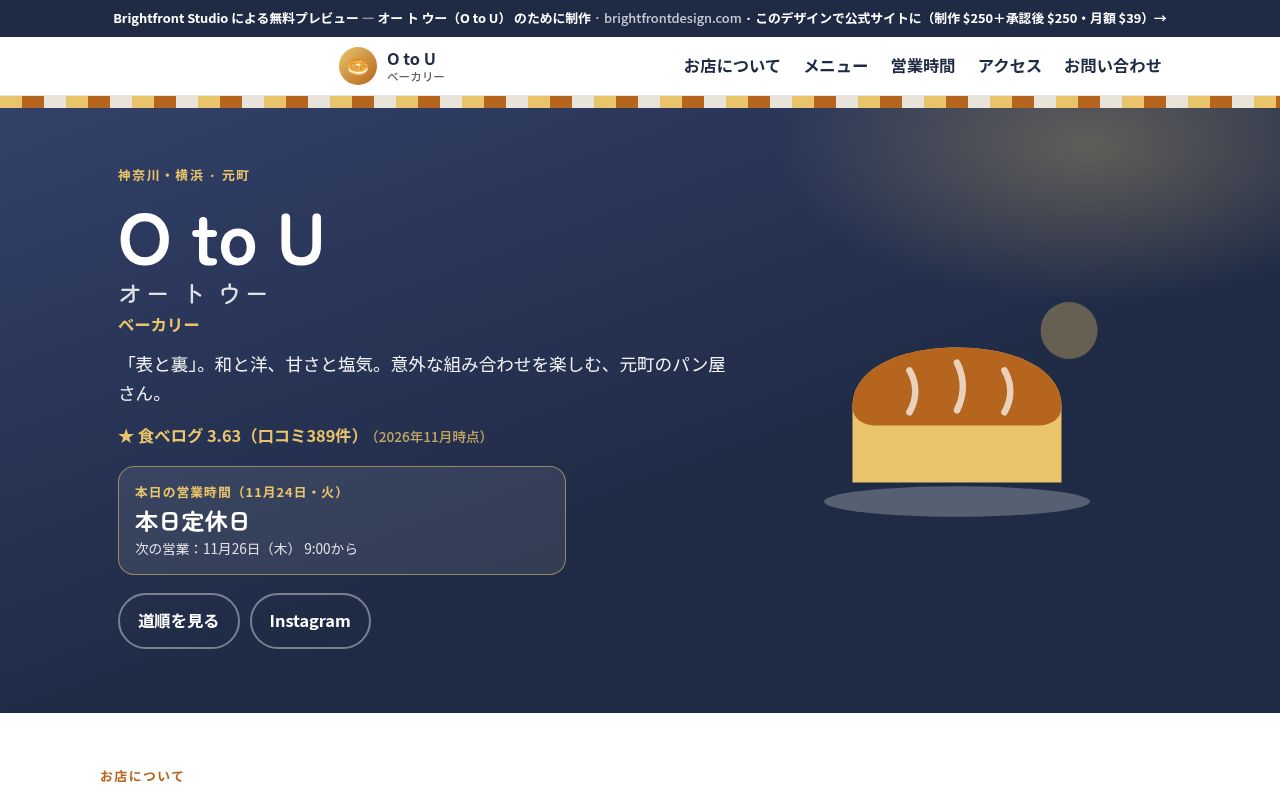 Brightfront Studio による無料プレビュー — オー ト ウー（O to U） のために制作 · brightfrontdesign.com · このデザインで公式サイトに（制作 $250＋承認後 $250・月額 $39）→
O to U
ベーカリー
お店について メニュー 営業時間 アクセス お問い合わせ
神奈川・横浜 · 元町
O to U
オー ト ウー
ベーカリー
「表と裏」。和と洋、甘さと塩気。意外な組み合わせを楽しむ、元町のパン屋
さん。
★ 食べログ 3.63（口コミ389件）（2026年11月時点）
本日の営業時間（11月24日・火）
本日定休日
次の営業：11月26日（木） 9:00から
道順を見る Instagram
お店について